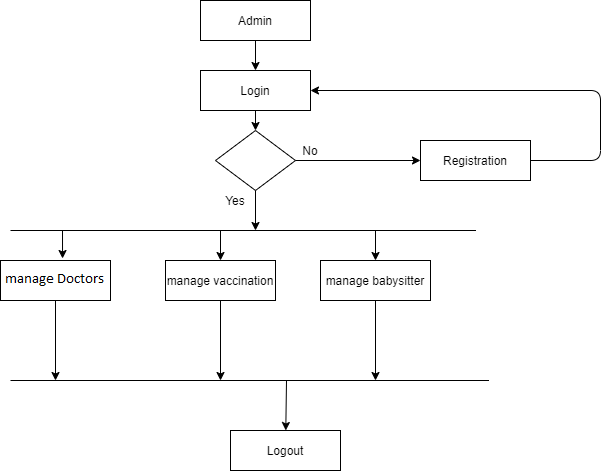 Admin
Login
No
Registration
Yes
manage Doctors
manage vaccination
manage babysitter
Logout